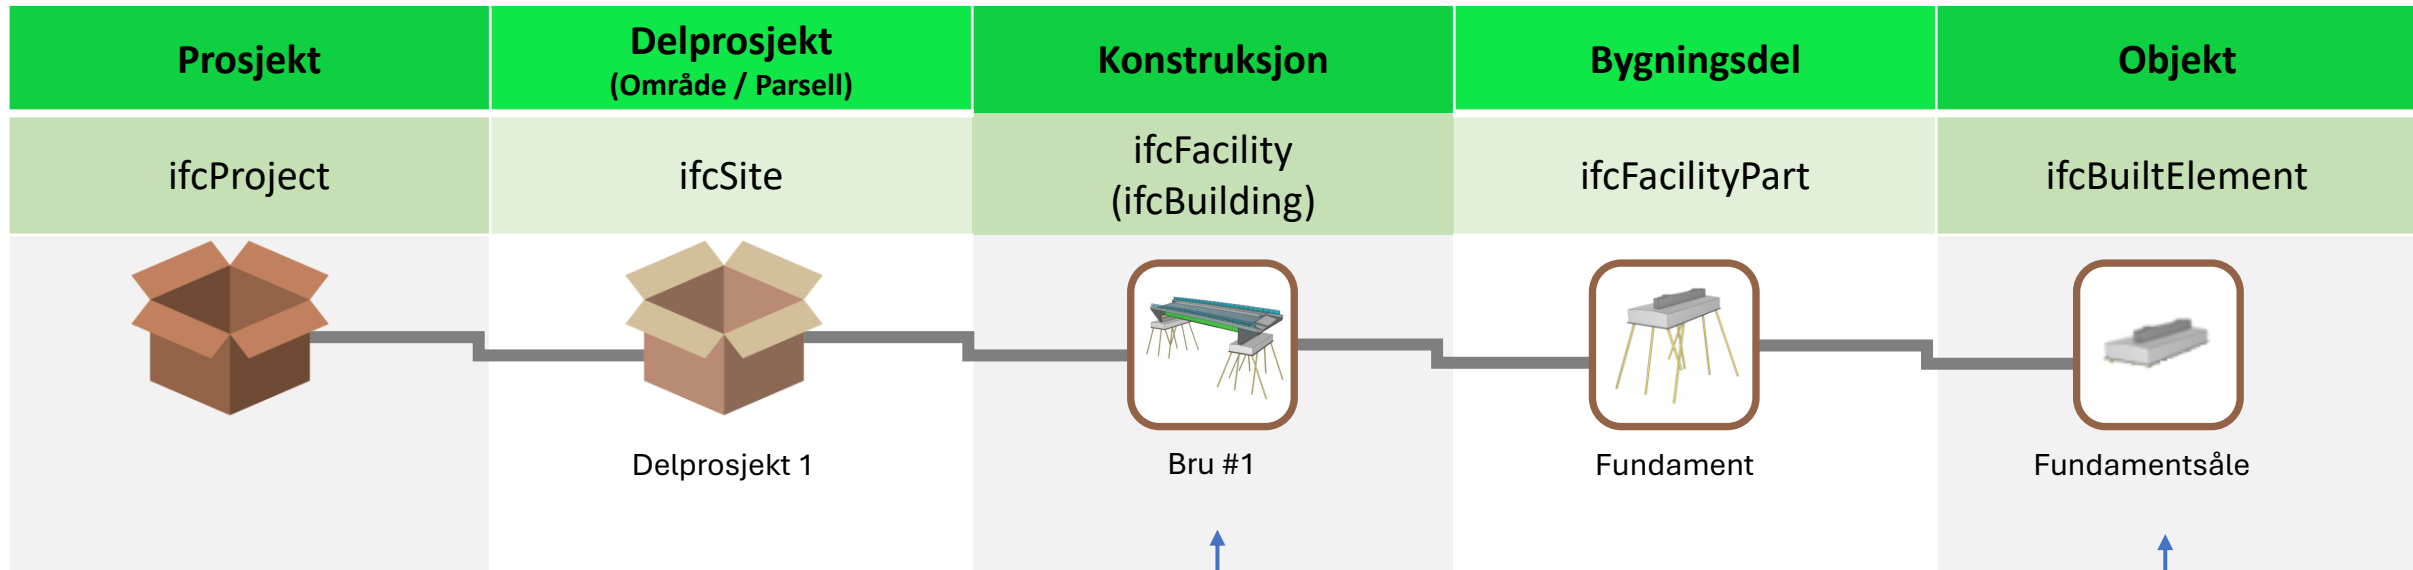 Prosjekt
Delprosjekt
(Område / Parsell)
Konstruksjon
Bygningsdel
Objekt
ifcProject
ifcSite
ifcFacility
(ifcBuilding)
ifcFacilityPart
ifcBuiltElement
Delprosjekt 1
Bru #1
Fundament
Fundamentsåle